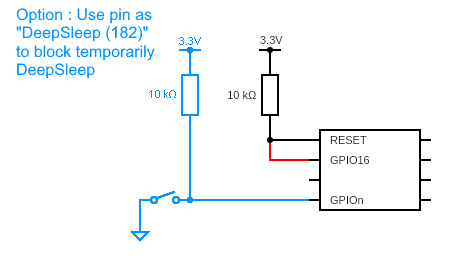 Option : Use pin as
"DeepSleep (182)"
to block temporarily
DeepSleep
3.3V
3.3V
10 kΩ
10 kΩ
RESET
GPIO16
GPIOn